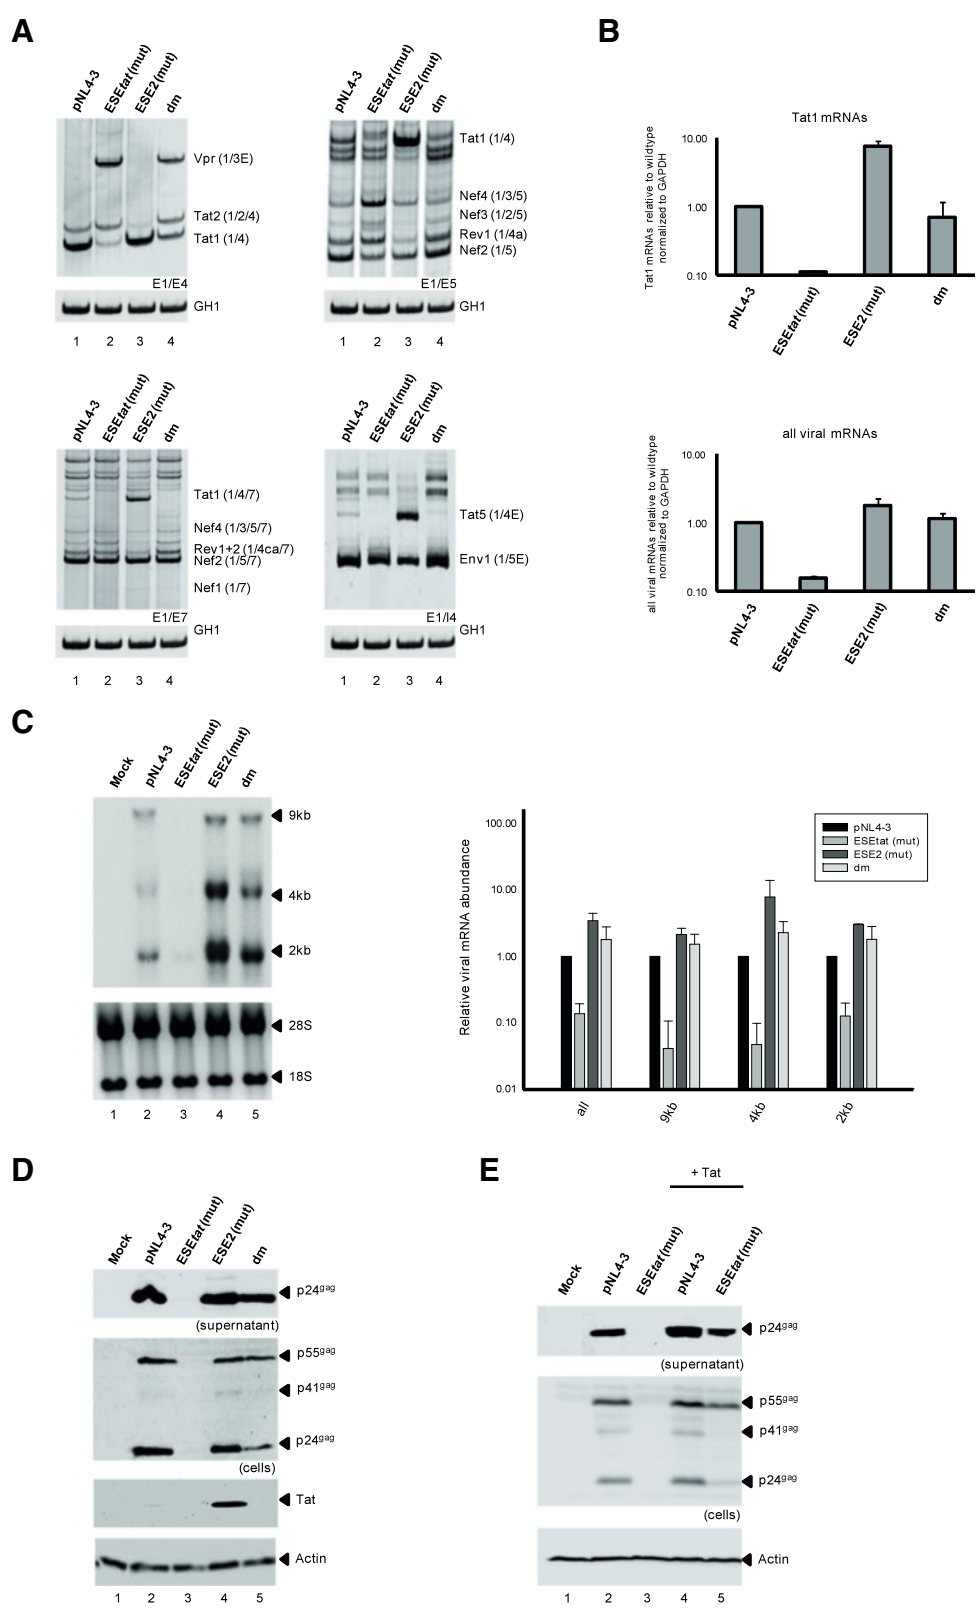 A
pNL4-3
ESEtat(mut)
ESE2(mut)
dm
Vpr (1/3E)
Tat2 (1/2/4)
Tat1 (1/4)
E1/E4
GH1
1 2 3 4
pNL4-3
ESEtat(mut)
ESE2(mut)
dm
Tat1 (1/4)
Nef4 (1/3/5)
Nef3 (1/2/5)
Rev1 (1/4a)
Nef2 (1/5)
E1/E5
GH1
1 2 3 4
pNL4-3
ESEtat(mut)
ESE2(mut)
dm
Tat1 (1/4/7)
Nef4 (1/3/5/7)
Rev1+2 (1/4ca/7)
Nef2 (1/5/7)
Nef1 (1/7)
E1/E7
GH1
1 2 3 4
pNL4-3
ESEtat(mut)
ESE2(mut)
dm
Tat5 (1/4E)
Env1 (1/5E)
E1/I4
GH1
1 2 3 4
B
Tat1 mRNAs
Tat1 mRNAs relative to wildtype
normalized to GAPDH
10.00
1.00
0.10
pNL4-3
ESEtat(mut)
ESE2(mut)
dm
all viral mRNAs
all viral mRNAs relative to wildtype
normalized to GAPDH
10.00
1.00
0.10
pNL4-3
ESEtat(mut)
ESE2(mut)
dm
C
Mock
pNL4-3
ESEtat(mut)
ESE2(mut)
dm
9kb
4kb
2kb
28S
18S
1 2 3 4 5
Relative viral mRNA abundance
100.00
10.00
1.00
0.10
0.01
pNL4-3
ESEtat (mut)
ESE2 (mut)
dm
all
9kb
4kb
2kb
D
Mock
pNL4-3
ESEtat(mut)
ESE2(mut)
dm
p24gag
(supernatant)
p55gag
p41gag
p24gag
(cells)
Tat
Actin
1 2 3 4 5
E
+ Tat
Mock
pNL4-3
ESEtat(mut)
pNL4-3
ESEtat(mut)
p24gag
(supernatant)
p55gag
p41gag
p24gag
(cells)
Actin
1 2 3 4 5